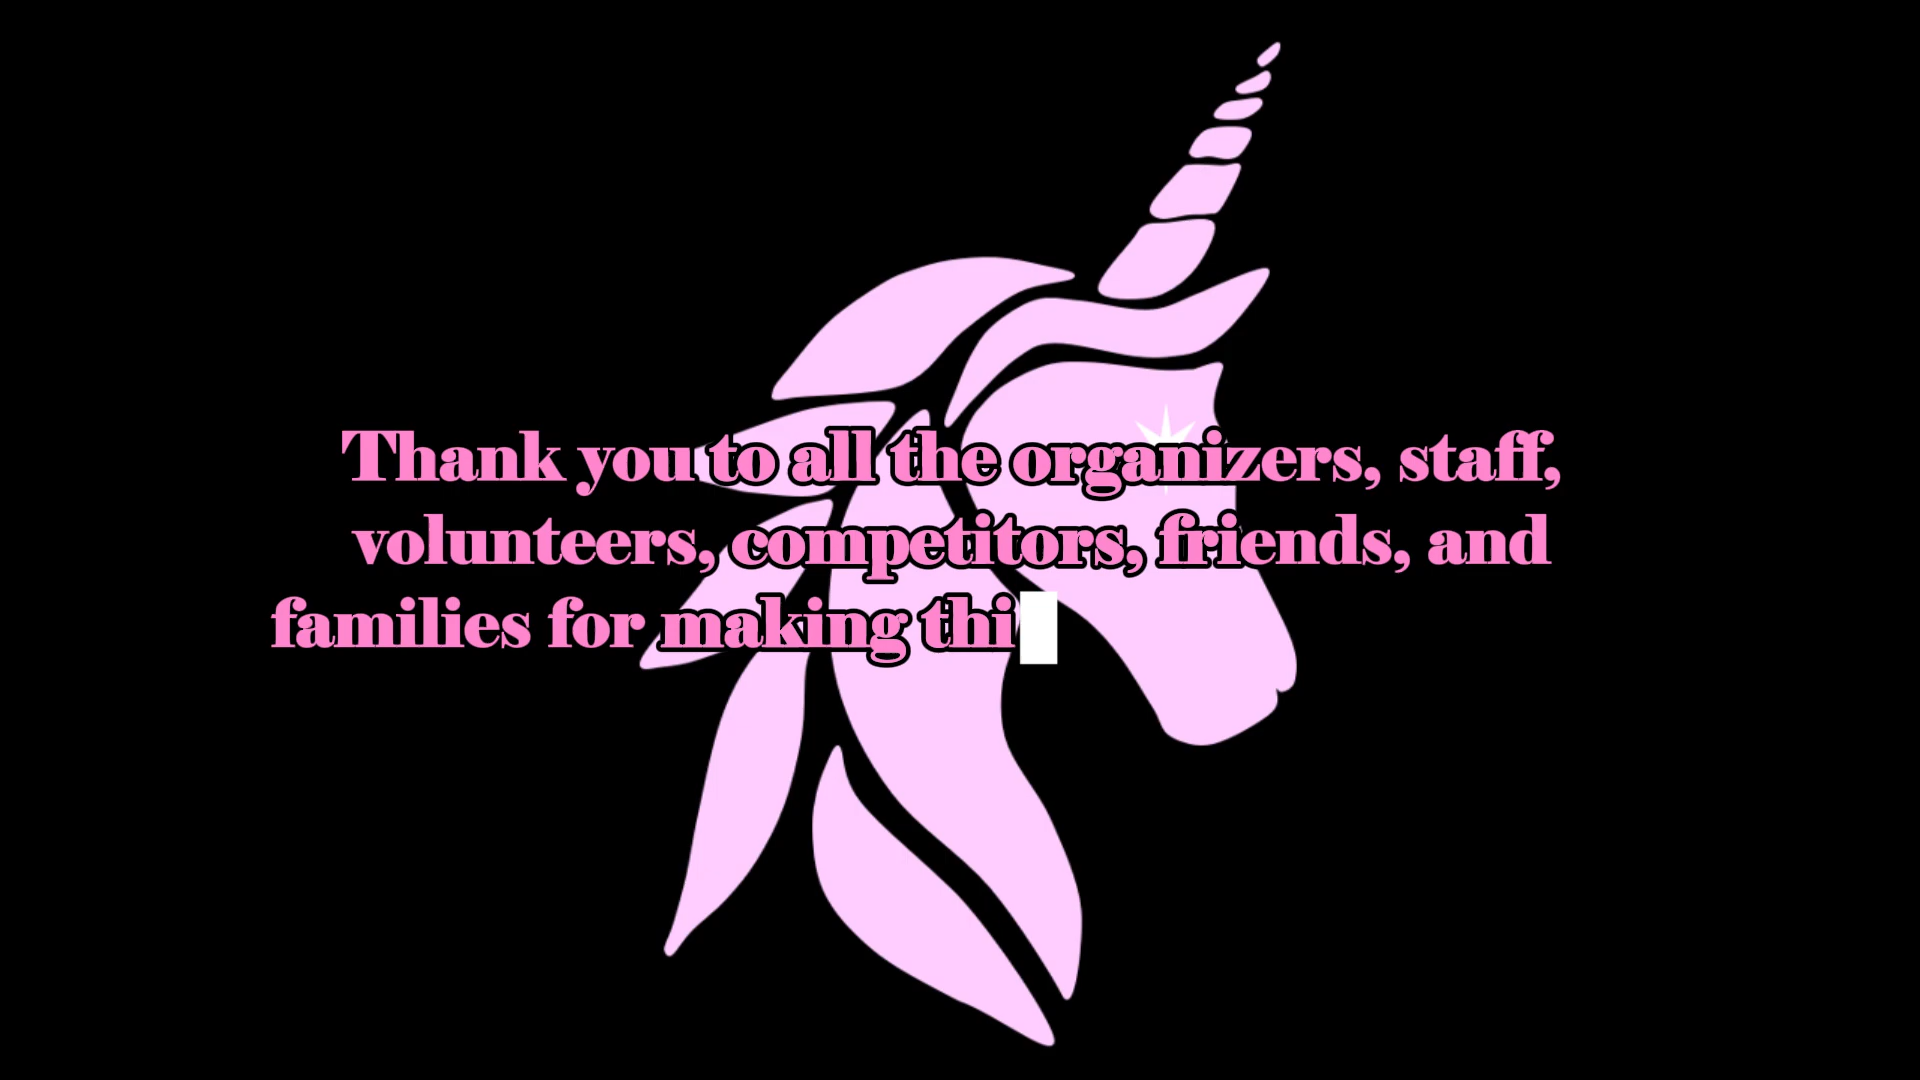 Thank you to all the organizers, staff,
volunteers, competitors, friends, and
families for making thi